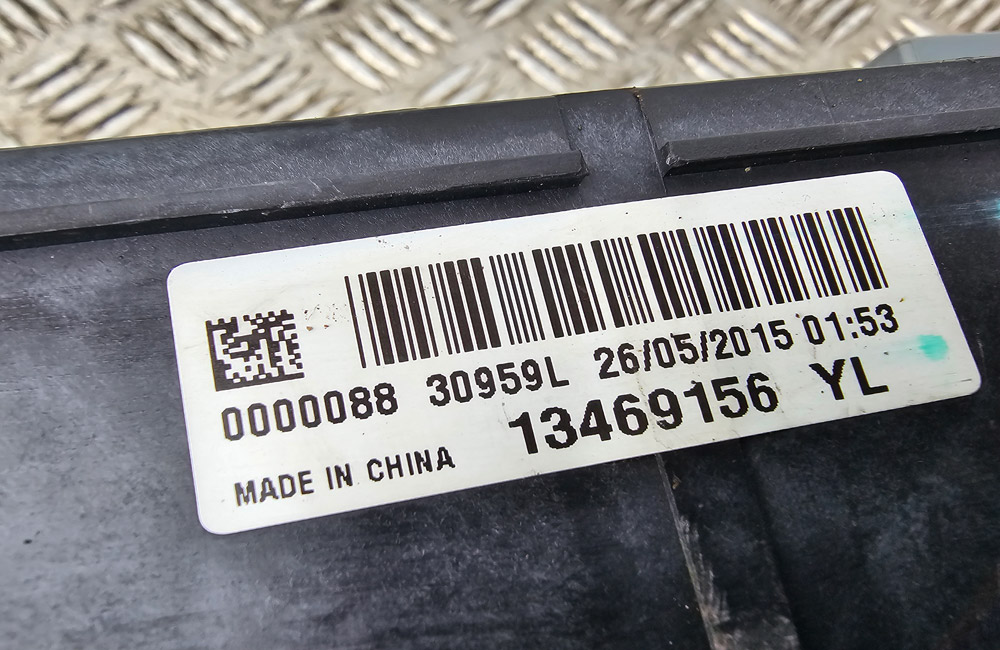 0000088 30959L 26/05/2015 01:53
MADE IN CHINA 13469156 YL